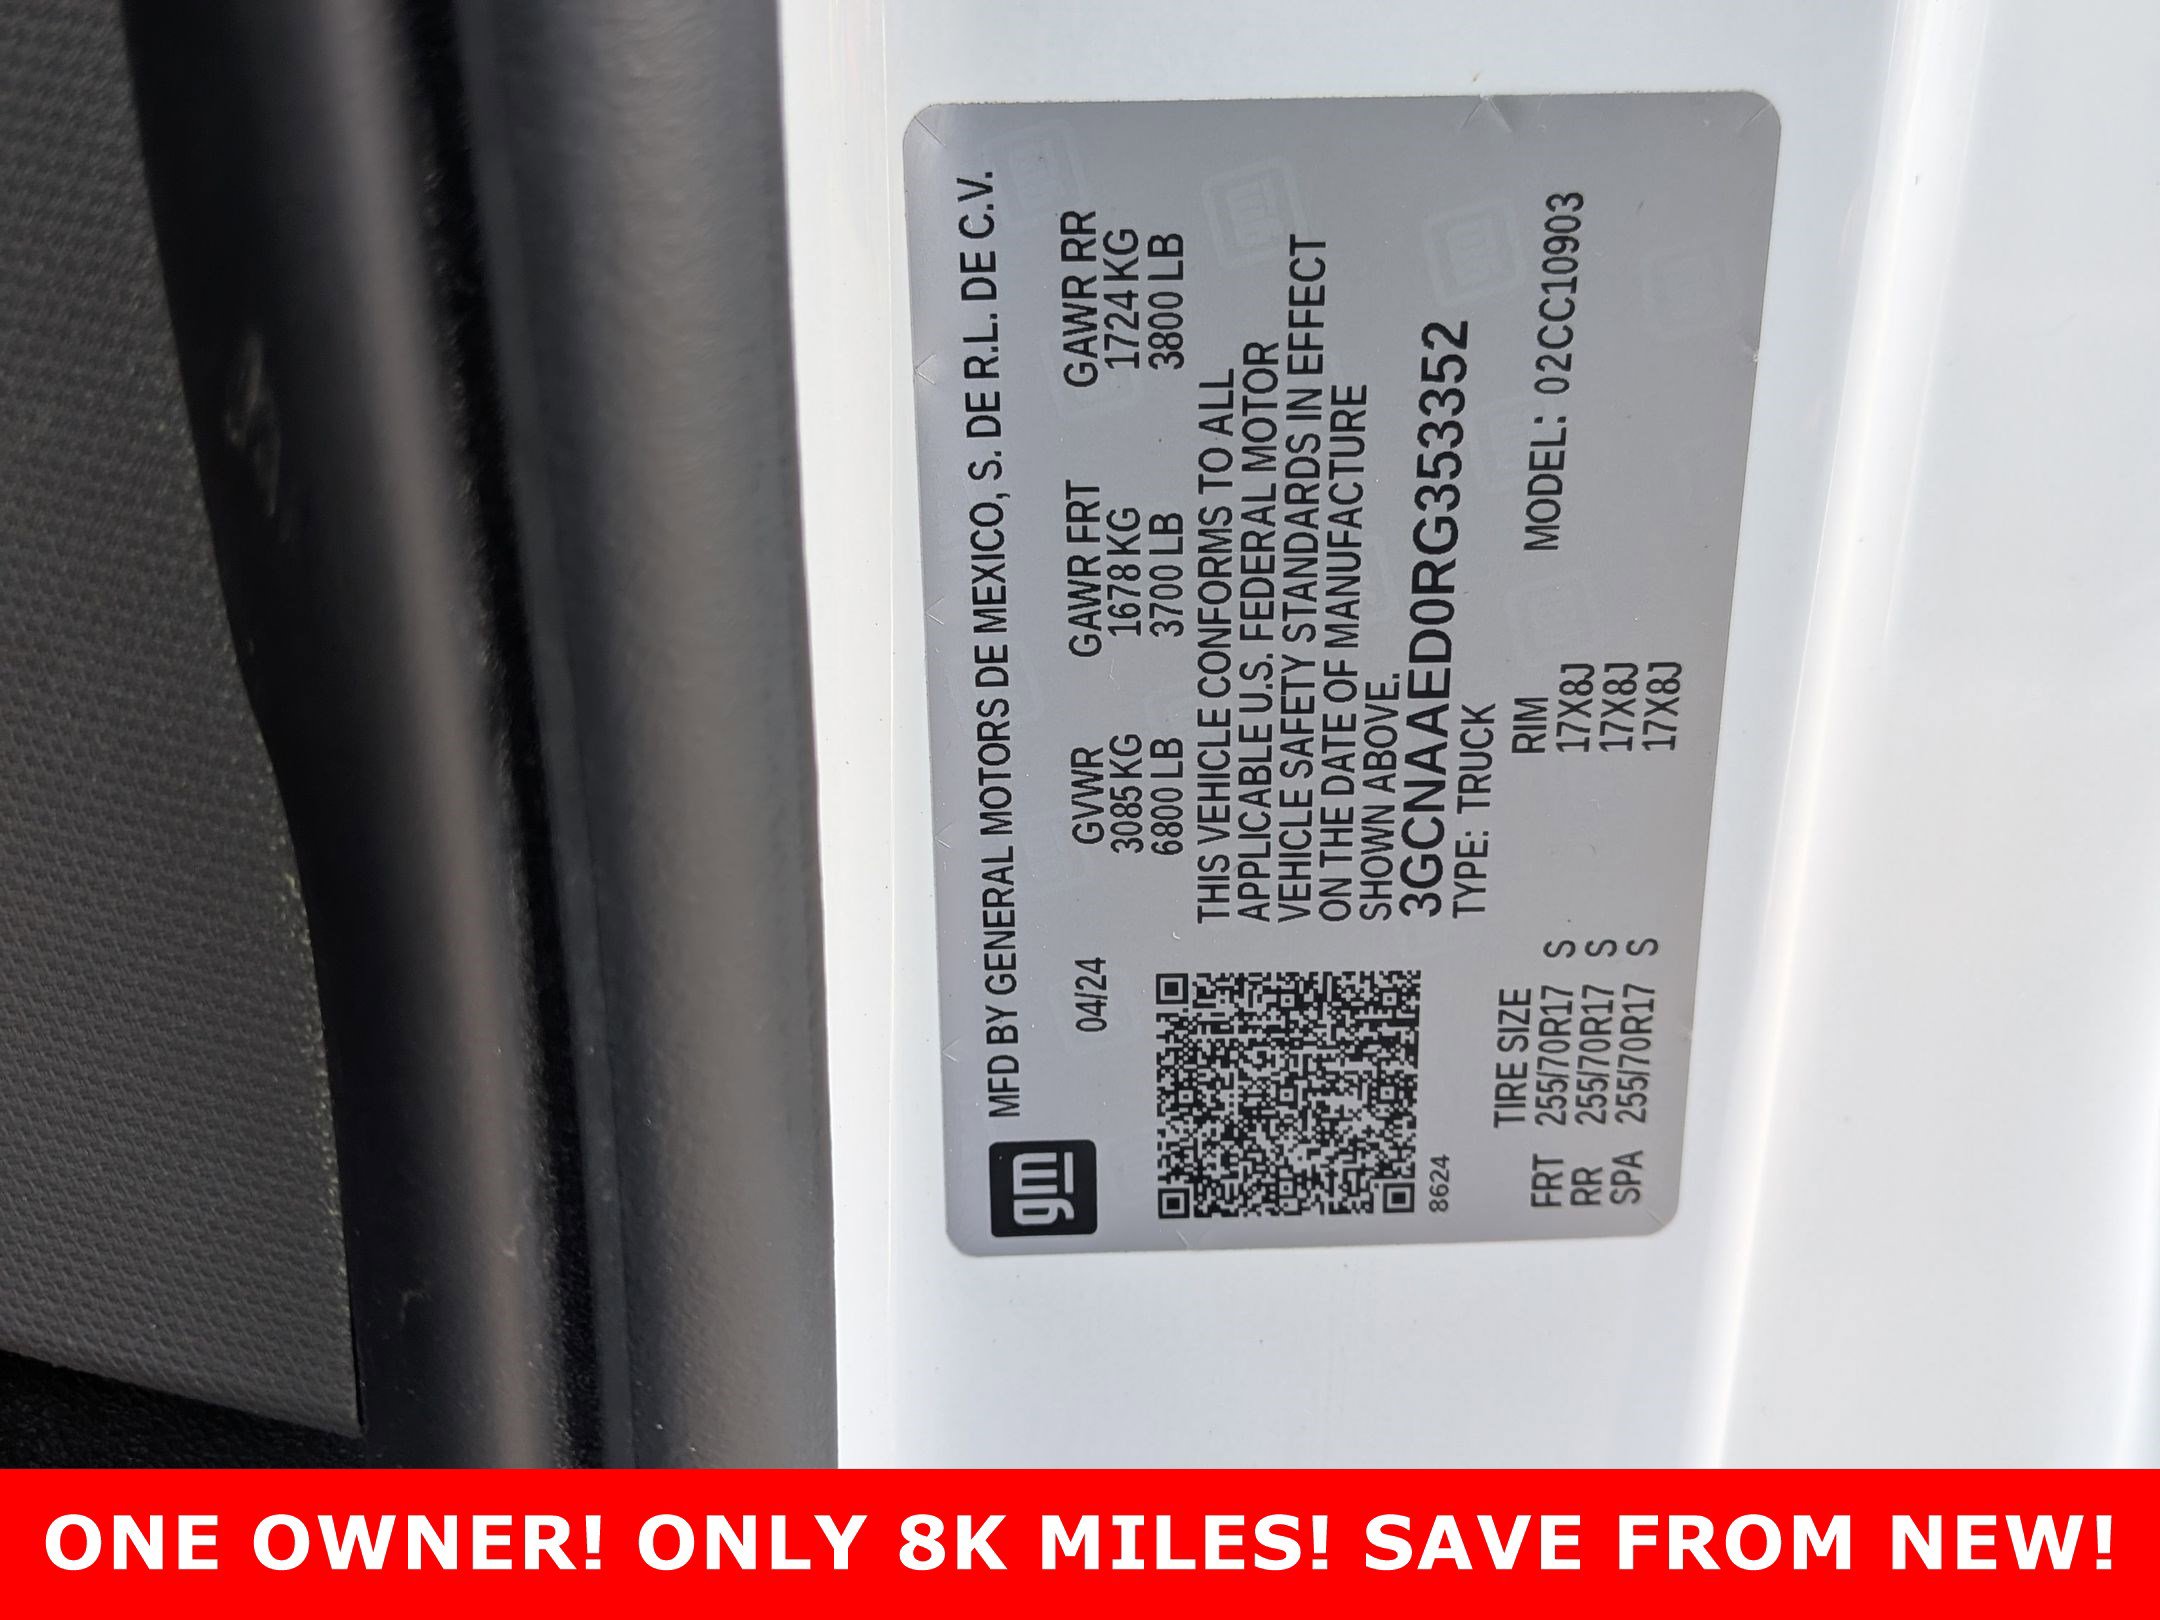 gm
MFD BY GENERAL MOTORS DE MEXICO, S. DE R.L. DE C.V.
04/24
GVWR GAWR FRT GAWR RR
3085 KG 1678 KG 1724 KG
6800 LB 3700 LB 3800 LB
THIS VEHICLE CONFORMS TO ALL
APPLICABLE U.S. FEDERAL MOTOR
VEHICLE SAFETY STANDARDS IN EFFECT
ON THE DATE OF MANUFACTURE
SHOWN ABOVE.
3GCNAAED0RG353352
TYPE: TRUCK
8624
MODEL: 02CC10903
TIRE SIZE RIM
FRT 255/70R17 S 17X8J
RR 255/70R17 S 17X8J
SPA 255/70R17 S 17X8J
ONE OWNER! ONLY 8K MILES! SAVE FROM NEW!